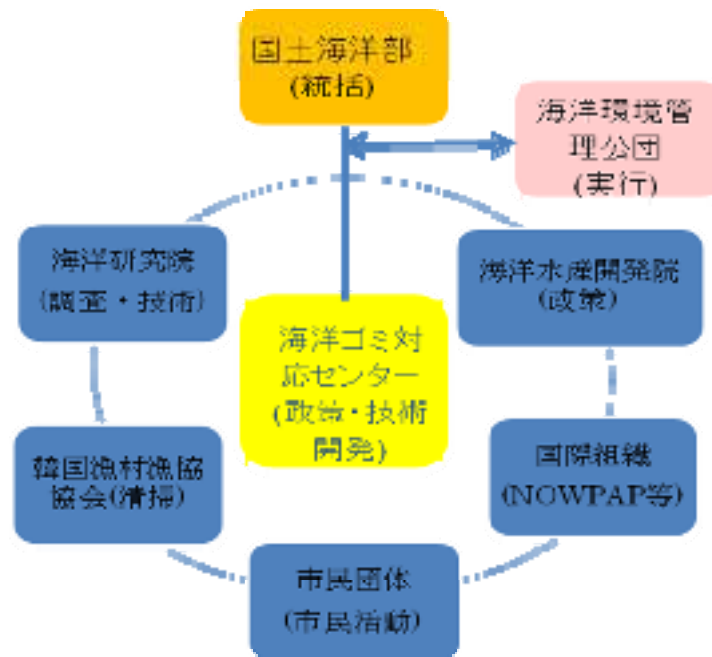 国土海洋部
(統括)
海洋環境管
理公団
(実行)
海洋研究院
(調査・技術)
海洋水産開発院
(政策)
海洋ゴミ対
応センター
(政策・技術
開発)
韓国漁村漁協
協会(清掃)
国際組織
(NOWPAP等)
市民団体
(市民活動)